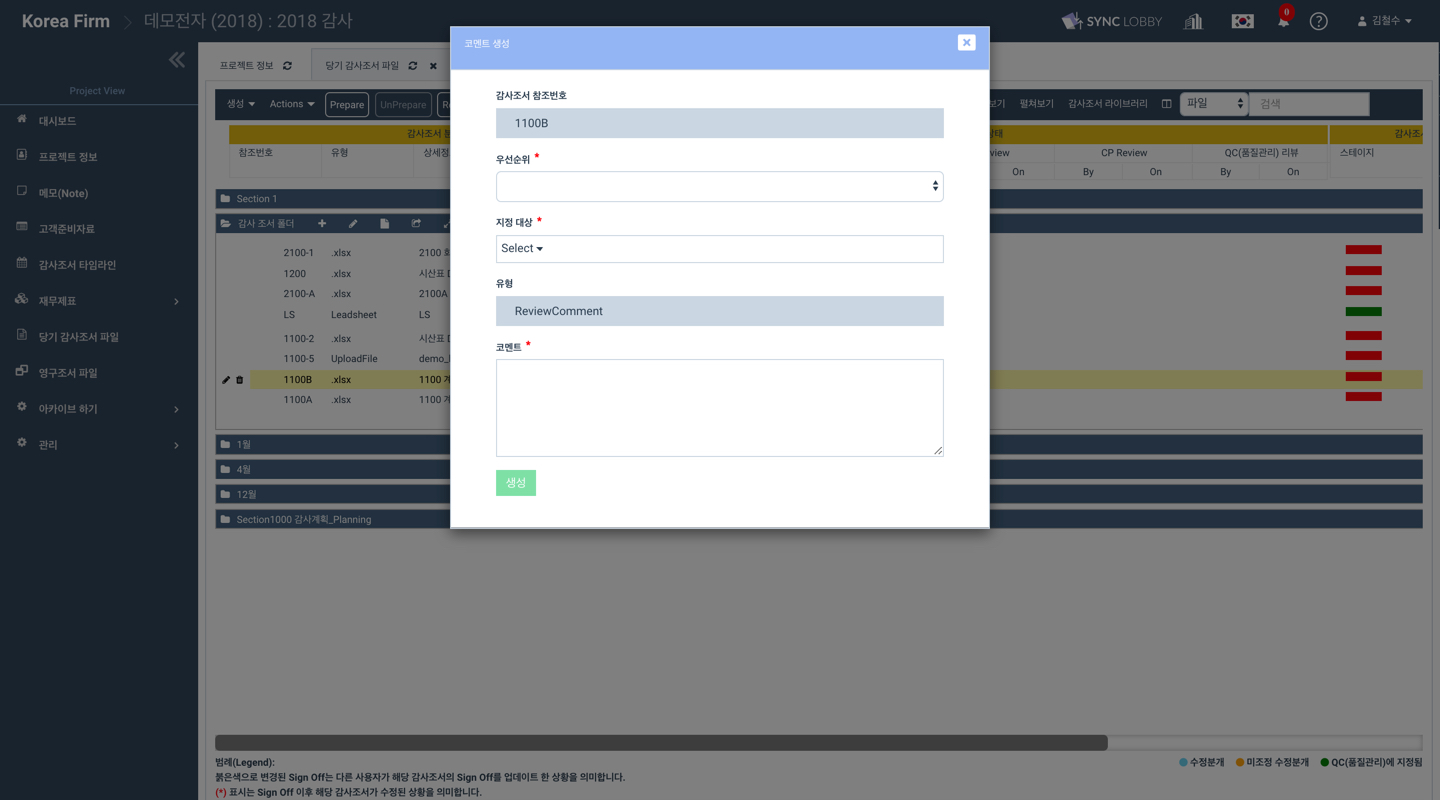 Korea Firm
데모전자 (2018) : 2018 감사
SYNC LOBBY
0
김철수
Project View
대시보드
프로젝트 정보
메모(Note)
고객준비자료
감사조서 타임라인
재무제표
당기 감사조서 파일
영구조서 파일
아카이브 하기
관리
프로젝트 정보
당기 감사조서 파일
생성
Actions
Prepare
UnPrepare
보기
펼쳐보기
감사조서 라이브러리
파일
검색
감사조서
참조번호
유형
CP Review
QC(품질관리) 리뷰
스테이지
On
By
On
By
On
Section 1
감사 조서 폴더
2100-1 .xlsx 2100
1200 .xlsx 시산표
2100-A .xlsx 2100A
LS Leadsheet LS
1100-2 .xlsx 시산표
1100-5 UploadFile demo_
1100B .xlsx 1100
1100A .xlsx 1100
1월
4월
12월
Section1000 감사계획_Planning
코멘트 생성
감사조서 참조번호
1100B
우선순위 *
지정 대상 *
Select
유형
ReviewComment
코멘트 *
생성
범례(Legend):
수정분개
미조정 수정분개
QC(품질관리)에 지정됨
붉은색으로 변경된 Sign Off는 다른 사용자가 해당 감사조서의 Sign Off를 업데이트 한 상황을 의미합니다.
(*) 표시는 Sign Off 이후 해당 감사조서가 수정된 상황을 의미합니다.